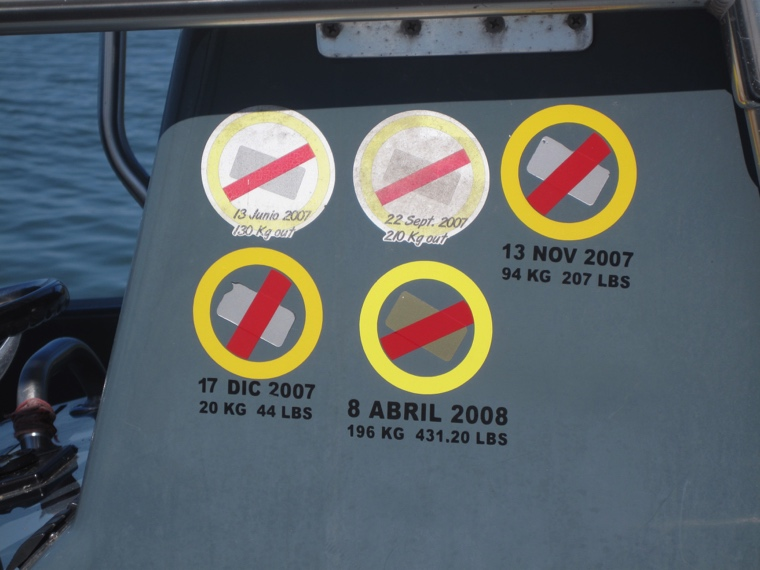 13 Junio 2007
130 Kg out
22 Sept. 2007
210 Kg out
13 NOV 2007
94 KG 207 LBS
17 DIC 2007
20 KG 44 LBS
8 ABRIL 2008
196 KG 431.20 LBS